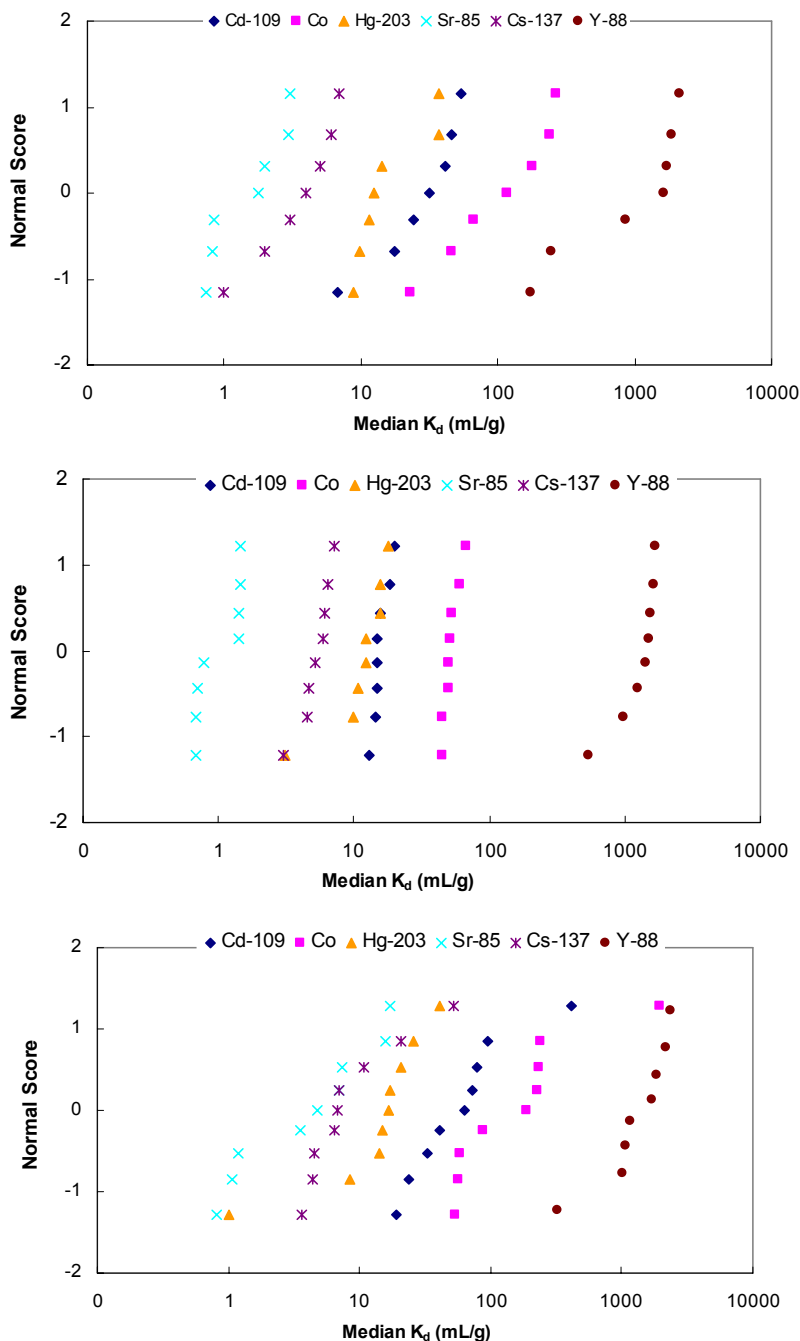 Cd-109 Co Hg-203 Sr-85 Cs-137 Y-88
2
1
0
-1
-2
Normal Score
0 1 10 100 1000 10000
Median Kd (mL/g)
Cd-109 Co Hg-203 Sr-85 Cs-137 Y-88
2
1
0
-1
-2
Normal Score
0 1 10 100 1000 10000
Median Kd (mL/g)
Cd-109 Co Hg-203 Sr-85 Cs-137 Y-88
2
1
0
-1
-2
Normal Score
0 1 10 100 1000 10000
Median Kd (mL/g)